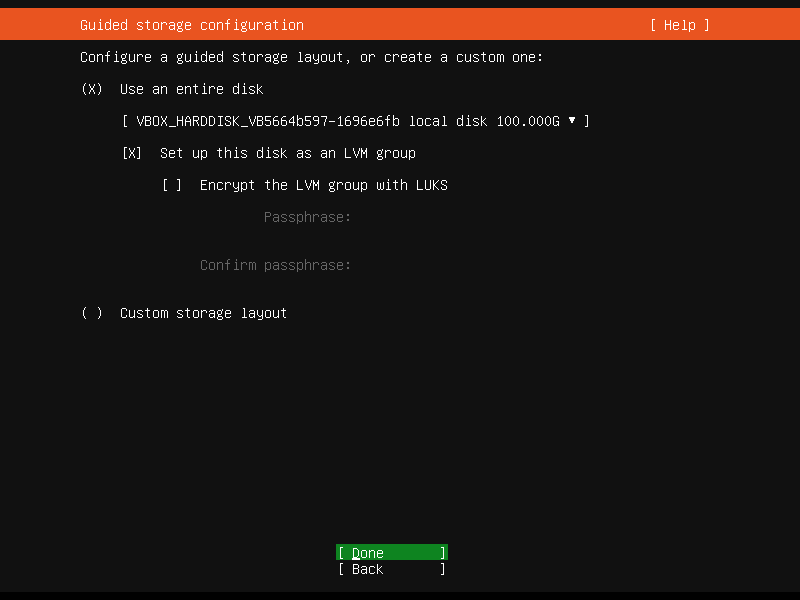 Guided storage configuration [ Help ]
Configure a guided storage layout, or create a custom one:
(X) Use an entire disk
[ VBOX_HARDDISK_VB5664b597-1696e6fb local disk 100.000G ▾ ]
[X] Set up this disk as an LVM group
[ ] Encrypt the LVM group with LUKS
Passphrase:
Confirm passphrase:
( ) Custom storage layout
[ Done ]
[ Back ]